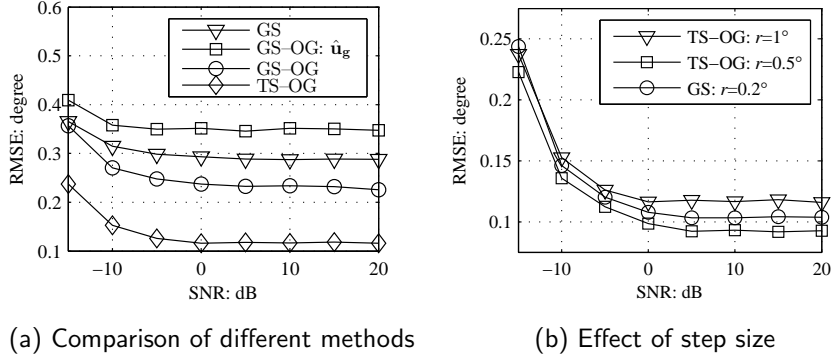 0.6
0.5
0.4
0.3
0.2
0.1
RMSE: degree
GS
GS–OG: û_g
GS–OG
TS–OG
−10 0 10 20
SNR: dB
(a) Comparison of different methods
0.25
0.2
0.15
0.1
RMSE: degree
TS–OG: r=1°
TS–OG: r=0.5°
GS: r=0.2°
−10 0 10 20
SNR: dB
(b) Effect of step size